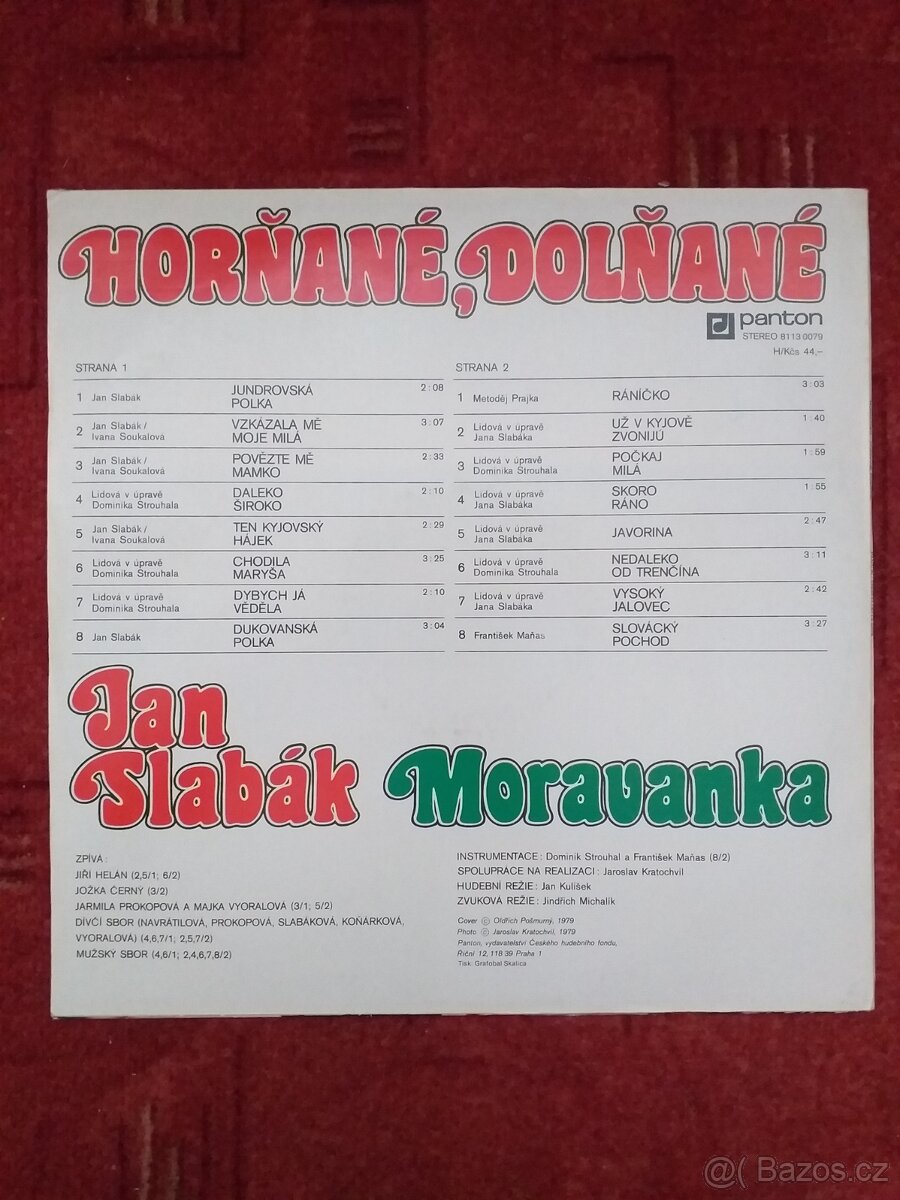 HORŇANÉ, DOLŇANÉ
panton
STEREO 8113 0079
H/Kčs 44,–
STRANA 1
1 Jan Slabák JUNDROVSKÁ POLKA 2:08
2 Jan Slabák / Ivana Soukalová VZKÁZALA MĚ MOJE MILÁ 3:07
3 Jan Slabák / Ivana Soukalová POVĚZTE MĚ MAMKO 2:33
4 Lidová v úpravě Dominika Strouhala DALEKO ŠIROKO 2:10
5 Jan Slabák / Ivana Soukalová TEN KYJOVSKÝ HÁJEK 2:29
6 Lidová v úpravě Dominika Strouhala CHODILA MARYŠA 3:25
7 Lidová v úpravě Dominika Strouhala DYBYCH JÁ VĚDĚLA 2:10
8 Jan Slabák DUKOVANSKÁ POLKA 3:04
STRANA 2
1 Metoděj Prajka RÁNÍČKO 3:03
2 Lidová v úpravě Jana Slabáka UŽ V KYJOVĚ ZVONIJÚ 1:40
3 Lidová v úpravě Dominika Strouhala POČKAJ MILÁ 1:59
4 Lidová v úpravě Jana Slabáka SKORO RÁNO 1:55
5 Lidová v úpravě Jana Slabáka JAVORINA 2:47
6 Lidová v úpravě Dominika Strouhala NEDALEKO OD TRENČÍNA 3:11
7 Lidová v úpravě Jana Slabáka VYSOKÝ JALOVEC 2:42
8 František Maňas SLOVÁCKÝ POCHOD 3:27
Jan
Slabák
Moravanka
ZPÍVÁ:
JIŘÍ HELÁN (2,5/1; 6/2)
JOŽKA ČERNÝ (3/2)
JARMILA PROKOPOVÁ A MAJKA VYORALOVÁ (3/1; 5/2)
DÍVČÍ SBOR (NAVRÁTILOVÁ, PROKOPOVÁ, SLABÁKOVÁ, KOŇARKOVÁ,
VYORALOVÁ) (4,6,7/1; 2,5,7/2)
MUŽSKÝ SBOR (4,6/1; 2,4,6,7,8/2)
INSTRUMENTACE: Dominik Strouhal a František Maňas (8/2)
SPOLUPRÁCE NA REALIZACI: Jaroslav Kratochvíl
HUDEBNÍ REŽIE: Jan Kulíšek
ZVUKOVÁ REŽIE: Jindřich Michalík
Cover © Oldřich Pošmurný, 1979
Photo © Jaroslav Kratochvíl, 1979
Panton, vydavatelství Českého hudebního fondu,
Říční 12, 118 39 Praha 1
Tisk: Grafobal Skalica
@( Bazos.cz